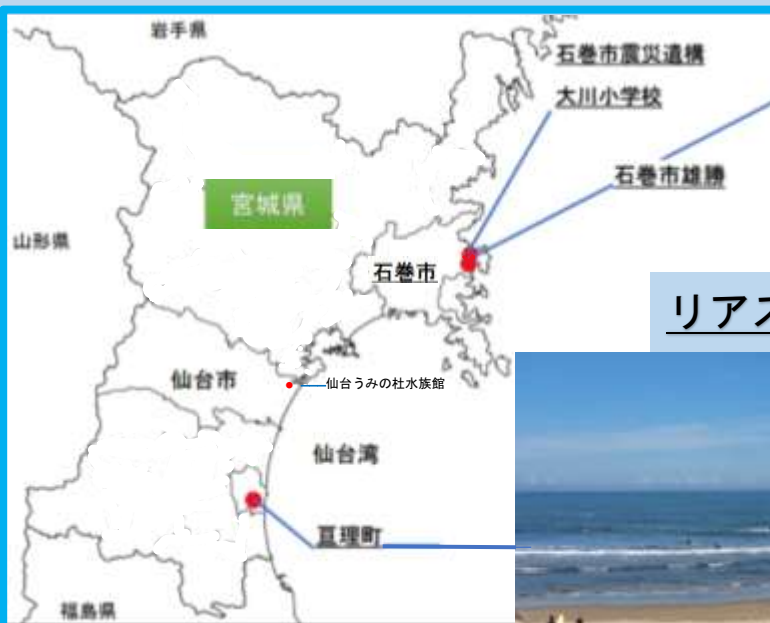 岩手県
石巻市震災遺構
大川小学校
石巻市雄勝
宮城県
山形県
石巻市
リアス
仙台市
仙台うみの杜水族館
仙台湾
亘理町
福島県